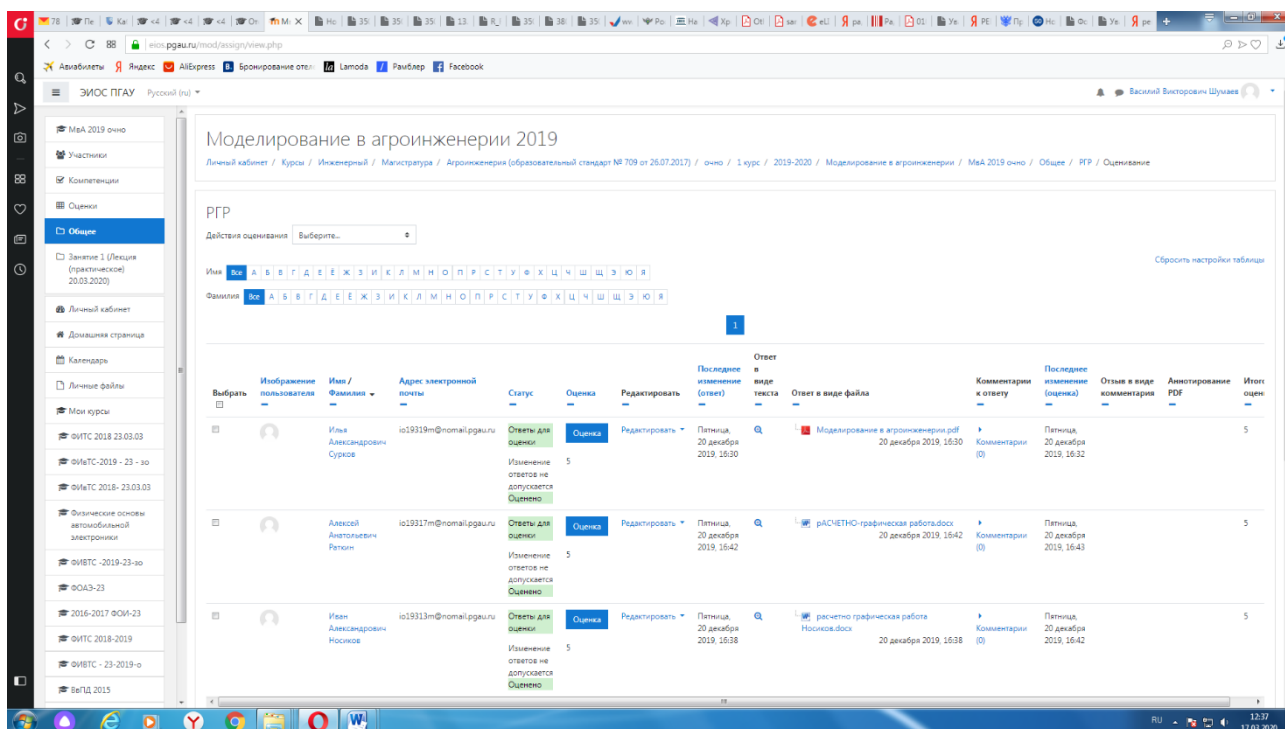 eios.pgau.ru/mod/assign/view.php
Авиабилеты Яндекс AliExpress Бронирование отел Lamoda Рамблер Facebook
ЭИОС ПГАУ Русский (ru) Василий Викторович Шумаев
МвА 2019 очно
Участники
Компетенции
Оценки
Общее
Занятие 1 (Лекция
(практическое)
20.03.2020)
Личный кабинет
Домашняя страница
Календарь
Личные файлы
Мои курсы
ФИТС 2018 23.03.03
ФИвТС-2019 - 23 - зо
ФИвТС 2018- 23.03.03
Физические основы
автомобильной
электроники
ФИВТС -2019-23-зо
ФОАЭ-23
2016-2017 ФОИ-23
ФИТС 2018-2019
ФИВТС - 23-2019-о
ВвПД 2015
Моделирование в агроинженерии 2019
Личный кабинет / Курсы / Инженерный / Магистратура / Агроинженерия (образовательный стандарт № 709 от 26.07.2017) / очно / 1 курс / 2019-2020 / Моделирование в агроинженерии / МвА 2019 очно / Общее / РГР / Оценивание
РГР
Действия оценивания Выберите...
Сбросить настройки таблицы
Имя Все А Б В Г Д Е Ё Ж З И К Л М Н О П Р С Т У Ф Х Ц Ч Ш Щ Э Ю Я
Фамилия Все А Б В Г Д Е Ё Ж З И К Л М Н О П Р С Т У Ф Х Ц Ч Ш Щ Э Ю Я
1
Выбрать
Изображение
пользователя
Имя /
Фамилия
Адрес электронной
почты
Статус
Оценка
Редактировать
Последнее
изменение
(ответ)
Ответ
в
виде
текста
Ответ в виде файла
Комментарии
к ответу
Последнее
изменение
(оценка)
Отзыв в виде
комментария
Аннотирование
PDF
Итого
оцен
Илья
Александрович
Сурков
io19319m@nomail.pgau.ru
Ответы для
оценки
Изменение
ответов не
допускается
Оценено
Оценка
5
Редактировать
Пятница,
20 декабря
2019, 16:30
Моделирование в агроинженерии.pdf
20 декабря 2019, 16:30
Комментарии
(0)
Пятница,
20 декабря
2019, 16:32
5
Алексей
Анатольевич
Раткин
io19317m@nomail.pgau.ru
Ответы для
оценки
Изменение
ответов не
допускается
Оценено
Оценка
5
Редактировать
Пятница,
20 декабря
2019, 16:42
рАСЧЕТНО-графическая работа.docx
20 декабря 2019, 16:42
Комментарии
(0)
Пятница,
20 декабря
2019, 16:43
5
Иван
Александрович
Носиков
io19313m@nomail.pgau.ru
Ответы для
оценки
Изменение
ответов не
допускается
Оценено
Оценка
5
Редактировать
Пятница,
20 декабря
2019, 16:38
расчетно графическая работа
Носиков.docx
20 декабря 2019, 16:38
Комментарии
(0)
Пятница,
20 декабря
2019, 16:42
5
RU
12:37
17.03.2020